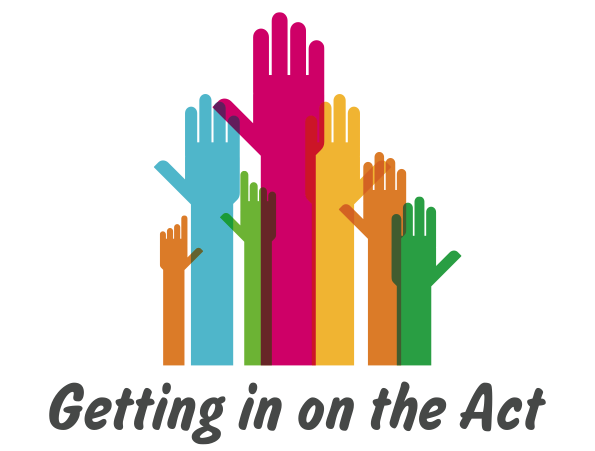 Getting in on the Act